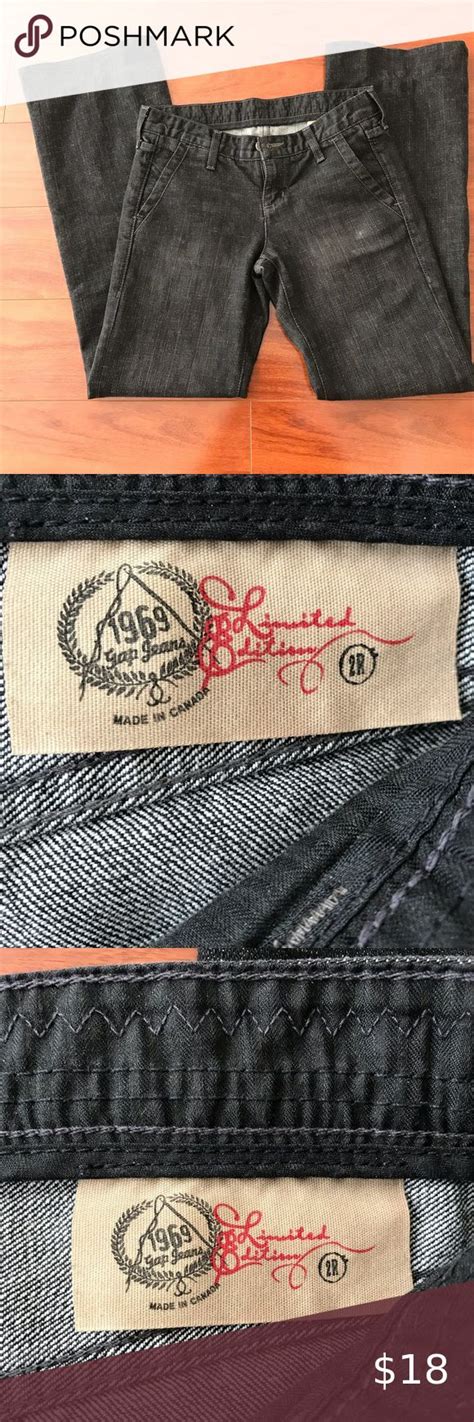 POSHMARK
1969
Gap Jeans
Limited
Edition
2R
MADE IN CANADA
1969
Gap Jeans
Limited
Edition
2R
MADE IN CANADA
$18